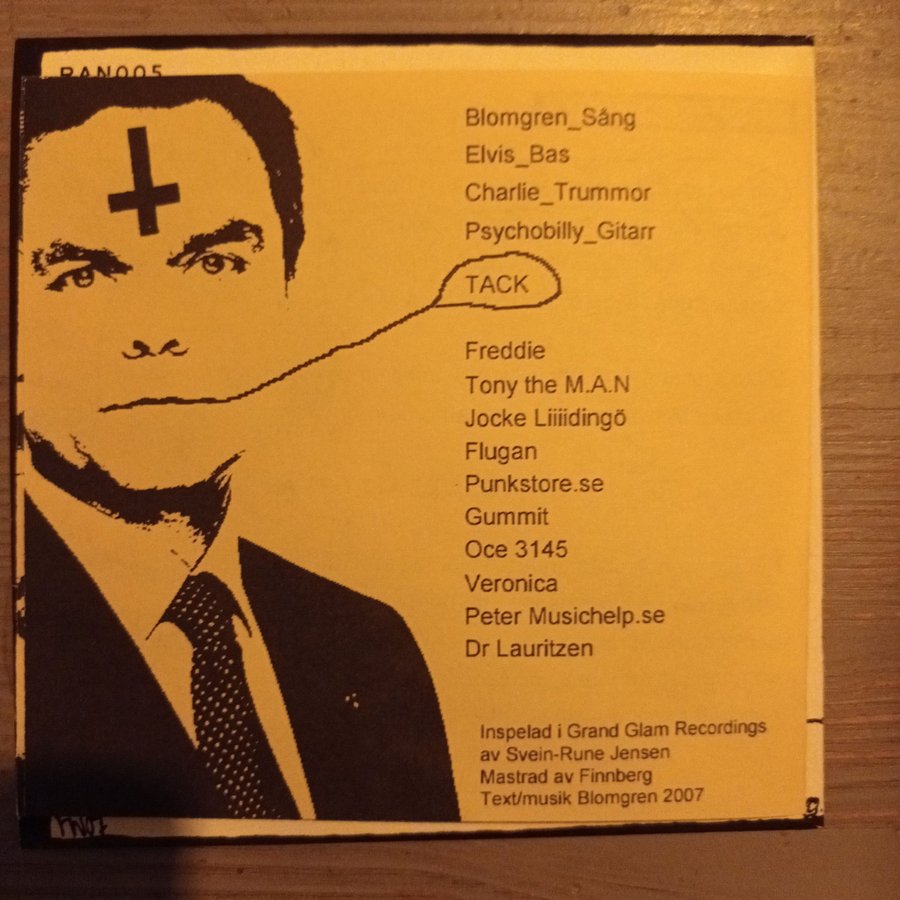 RAN005
Blomgren_Sång
Elvis_Bas
Charlie_Trummor
Psychobilly_Gitarr
TACK
Freddie
Tony the M.A.N
Jocke Liiiidingö
Flugan
Punkstore.se
Gummit
Oce 3145
Veronica
Peter Musichelp.se
Dr Lauritzen
Inspelad i Grand Glam Recordings
av Svein-Rune Jensen
Mastrad av Finnberg
Text/musik Blomgren 2007